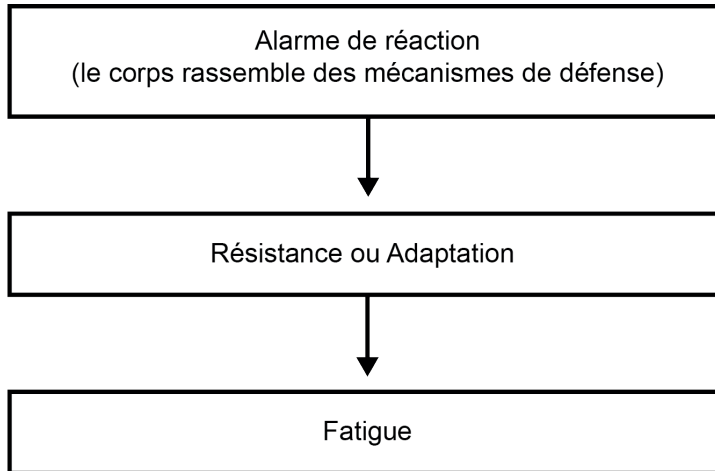 Alarme de réaction
(le corps rassemble des mécanismes de défense)
Résistance ou Adaptation
Fatigue